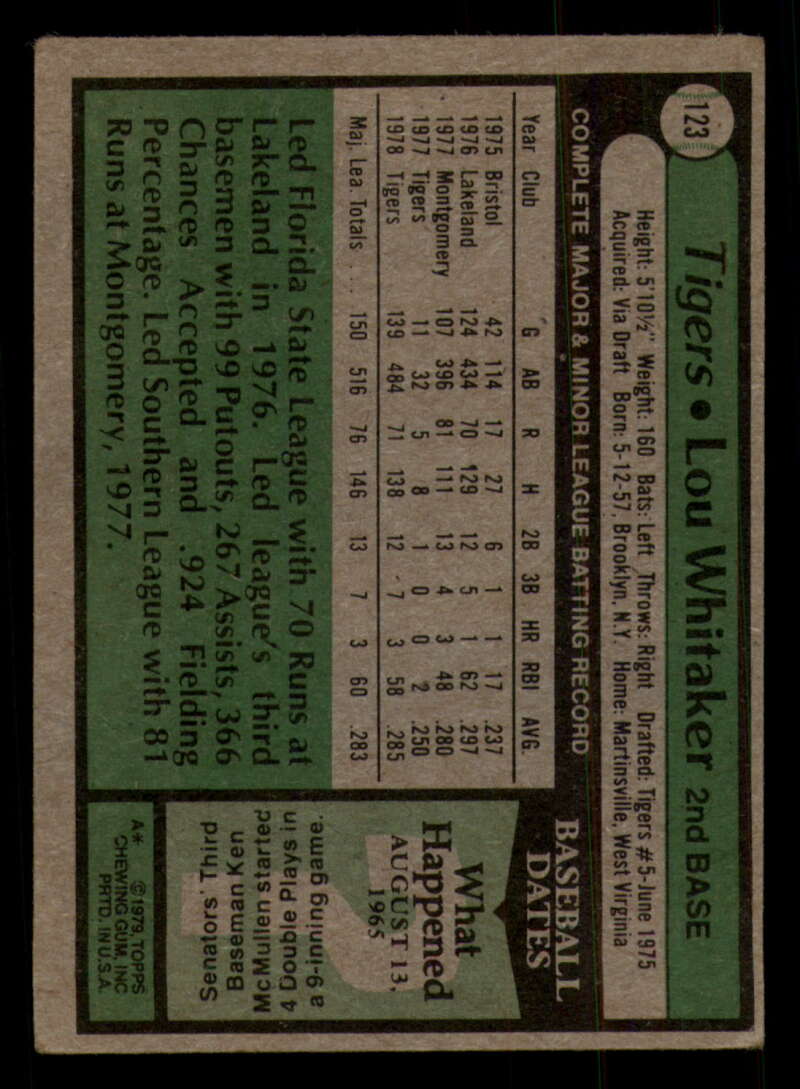 123
Tigers • Lou Whitaker 2nd BASE
Height: 5'10½" Weight: 160 Bats: Left Throws: Right Drafted: Tigers #5-June 1975
Acquired: Via Draft Born: 5-12-57, Brooklyn, N.Y. Home: Martinsville, West Virginia
COMPLETE MAJOR & MINOR LEAGUE BATTING RECORD
Year Club G AB R H 2B 3B HR RBI AVG.
1975 Bristol 42 114 17 27 6 1 1 17 .237
1976 Lakeland 124 434 70 129 12 5 1 62 .297
1977 Montgomery 107 396 81 111 13 4 3 48 .280
1977 Tigers 11 32 5 8 1 0 0 2 .250
1978 Tigers 139 484 71 138 12 7 3 58 .285
Maj. Lea. Totals .... 150 516 76 146 13 7 3 60 .283
Led Florida State League with 70 Runs at
Lakeland in 1976. Led league's third
basemen with 99 Putouts, 267 Assists, 366
Chances Accepted and .924 Fielding
Percentage. Led Southern League with 81
Runs at Montgomery, 1977.
BASEBALL
DATES
What
Happened
AUGUST 13,
1965
Senators' Third
Baseman Ken
McMullen started
4 Double Plays in
a 9-inning game.
A* ©1979, TOPPS
CHEWING GUM, INC
PRTD. IN U.S.A.